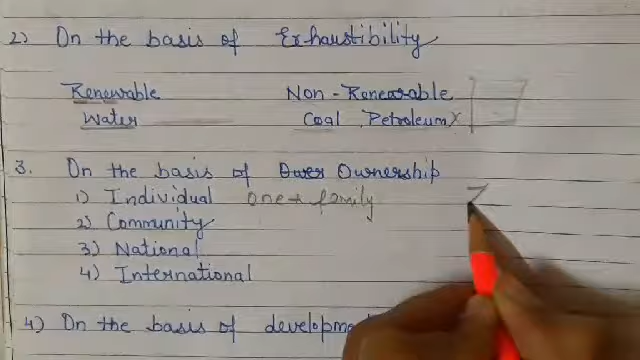 2) On the basis of Exhaustibility
Renewable Non-Renewable
Water Coal, Petroleum X
3. On the basis of Ownership
1) Individual One family
2) Community
3) National
4) International
4) On the basis of